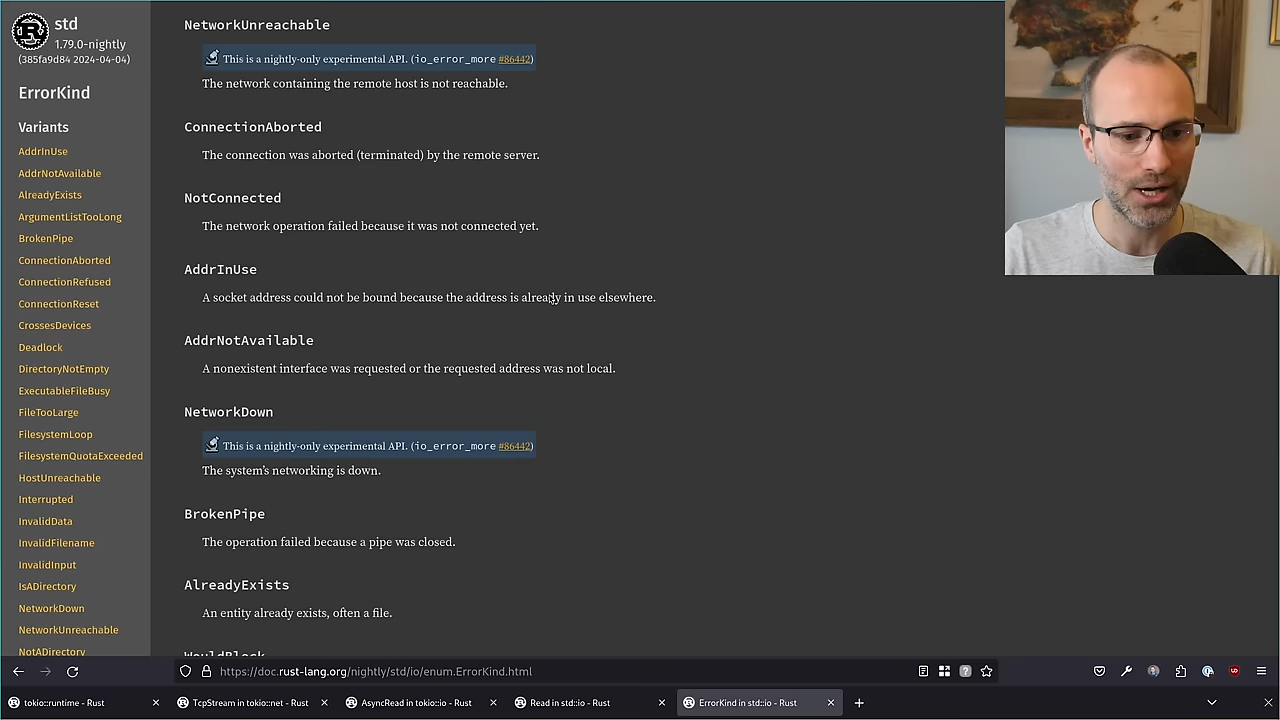 std
1.79.0-nightly
(385fa9d84 2024-04-04)
ErrorKind
Variants
AddrInUse
AddrNotAvailable
AlreadyExists
ArgumentListTooLong
BrokenPipe
ConnectionAborted
ConnectionRefused
ConnectionReset
CrossesDevices
Deadlock
DirectoryNotEmpty
ExecutableFileBusy
FileTooLarge
FilesystemLoop
FilesystemQuotaExceeded
HostUnreachable
Interrupted
InvalidData
InvalidFilename
InvalidInput
IsADirectory
NetworkDown
NetworkUnreachable
NotADirectory
NetworkUnreachable
This is a nightly-only experimental API. (io_error_more #86442)
The network containing the remote host is not reachable.
ConnectionAborted
The connection was aborted (terminated) by the remote server.
NotConnected
The network operation failed because it was not connected yet.
AddrInUse
A socket address could not be bound because the address is already in use elsewhere.
AddrNotAvailable
A nonexistent interface was requested or the requested address was not local.
NetworkDown
This is a nightly-only experimental API. (io_error_more #86442)
The system's networking is down.
BrokenPipe
The operation failed because a pipe was closed.
AlreadyExists
An entity already exists, often a file.
WouldBlock
https://doc.rust-lang.org/nightly/std/io/enum.ErrorKind.html
tokio::runtime - Rust
TcpStream in tokio::net - Rust
AsyncRead in tokio::io - Rust
Read in std::io - Rust
ErrorKind in std::io - Rust